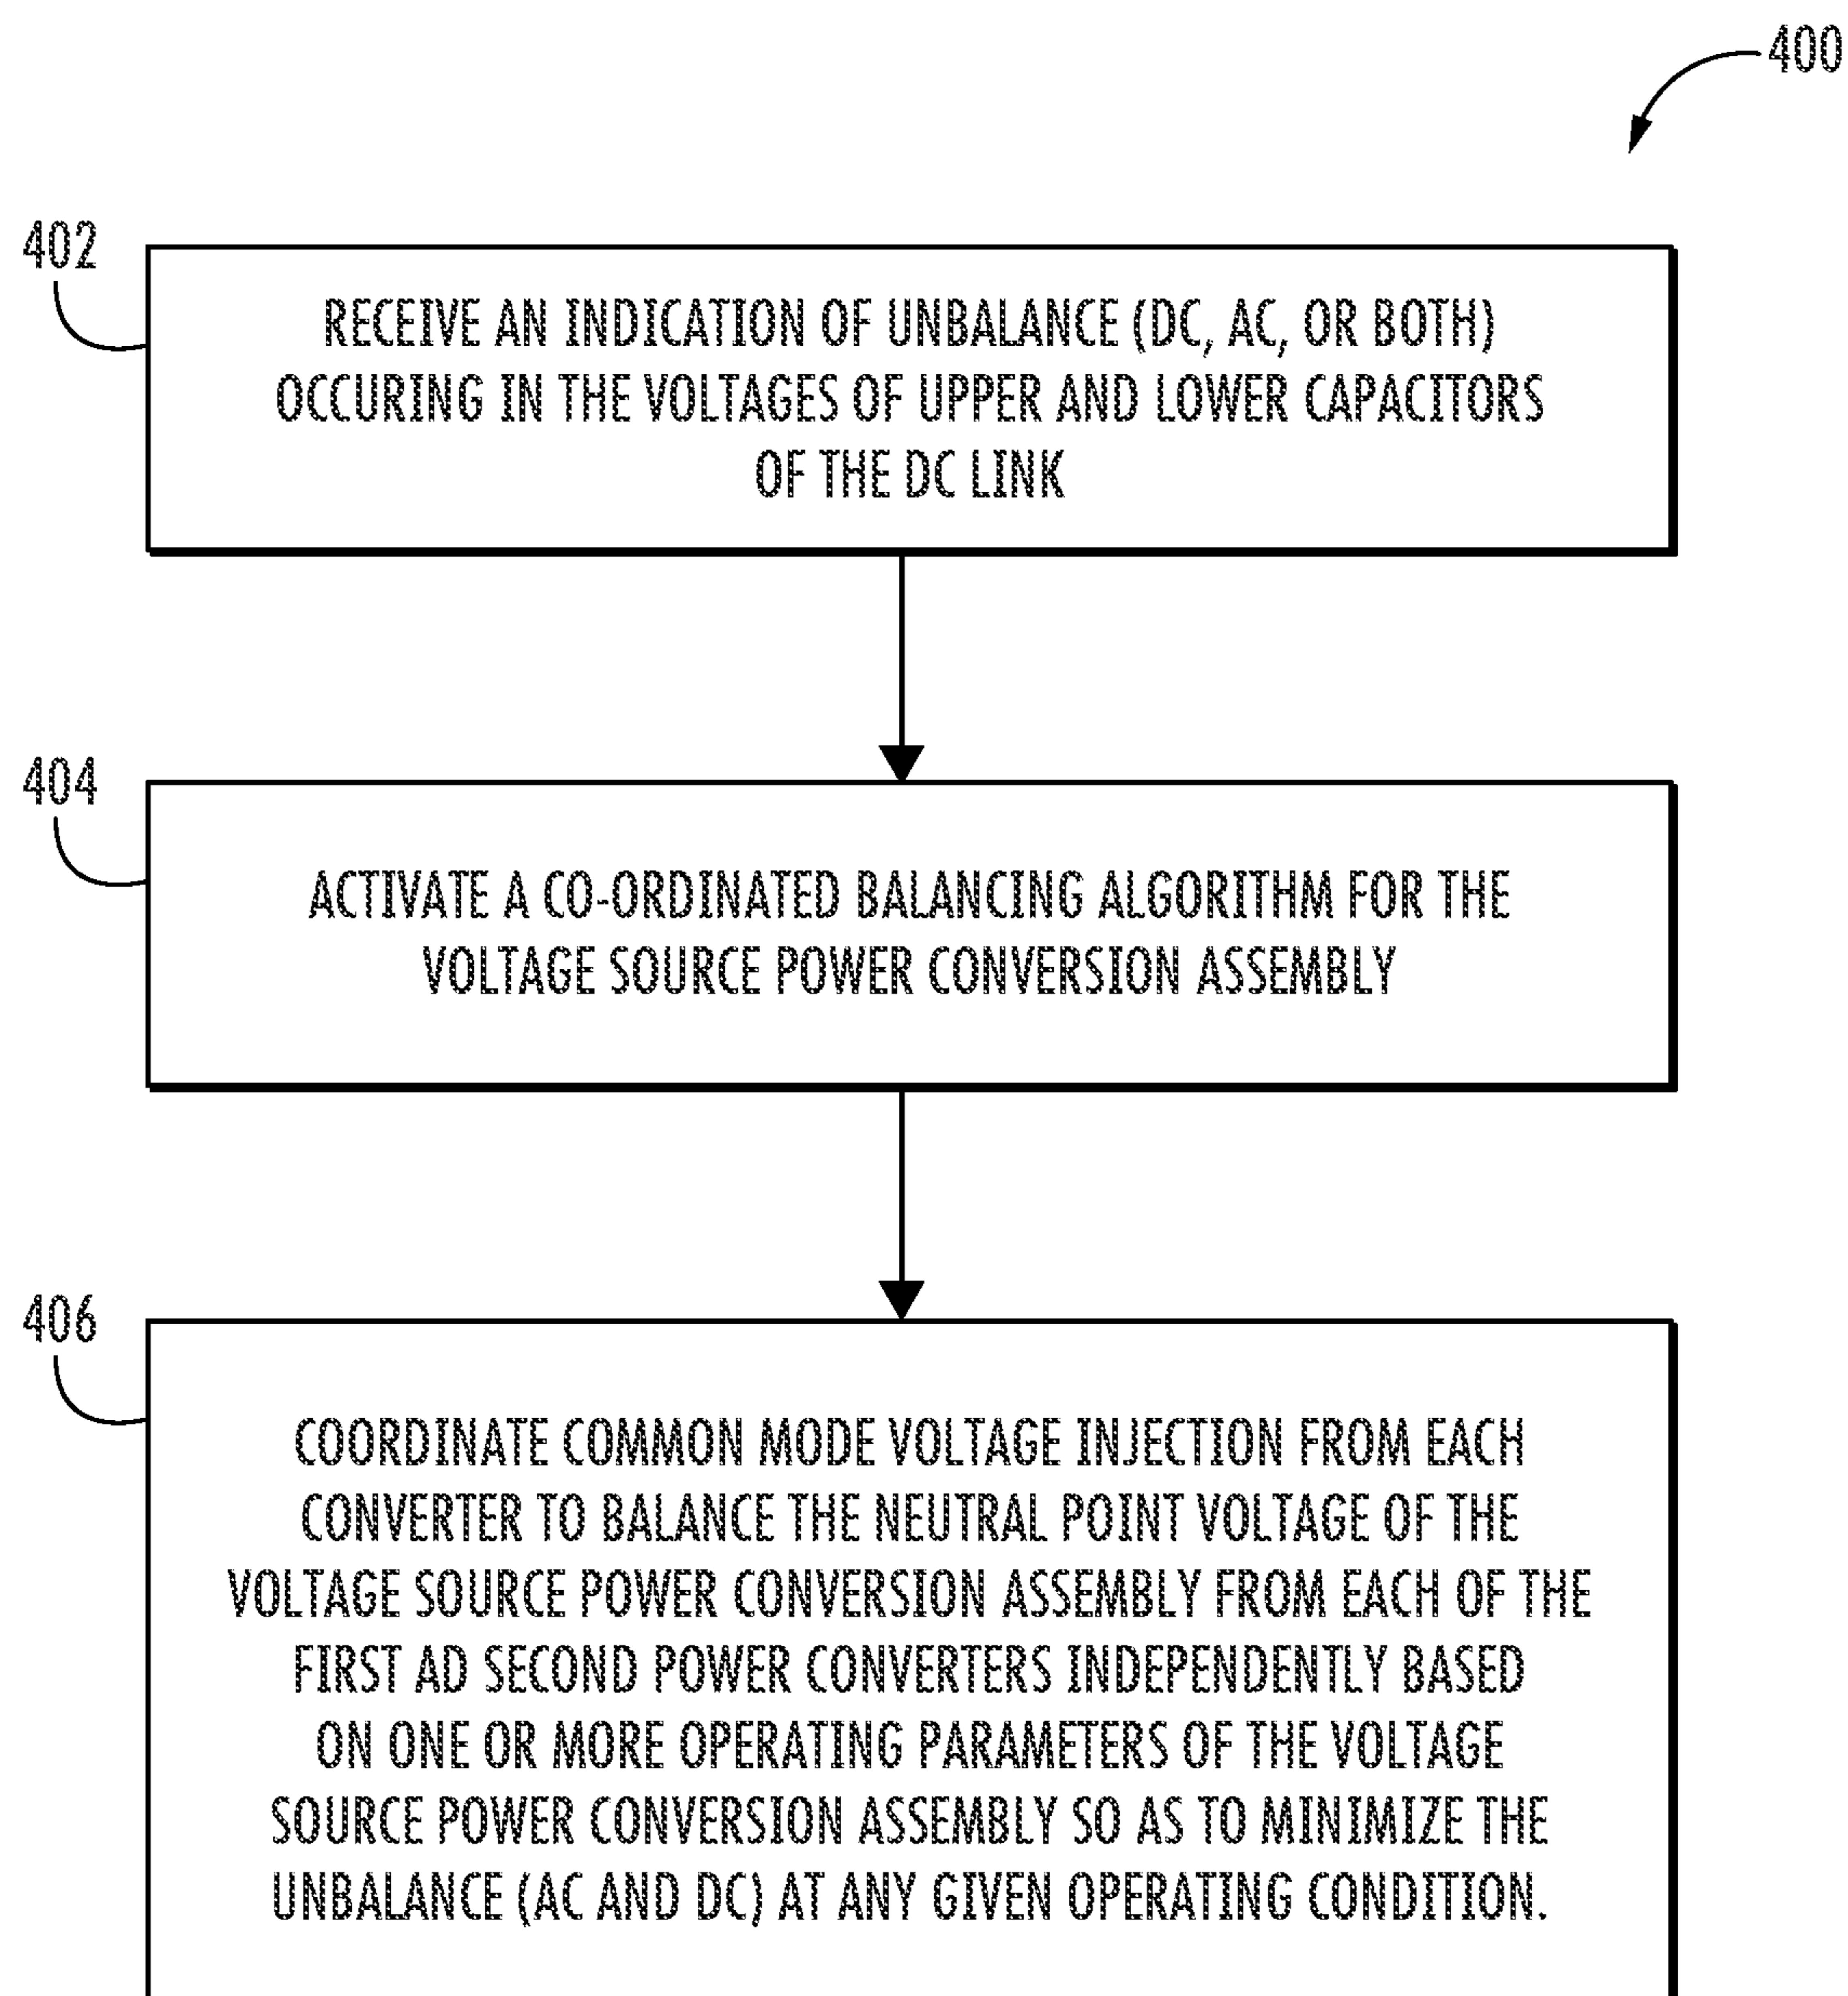 400
402
RECEIVE AN INDICATION OF UNBALANCE (DC, AC, OR BOTH)
OCCURING IN THE VOLTAGES OF UPPER AND LOWER CAPACITORS
OF THE DC LINK
404
ACTIVATE A CO-ORDINATED BALANCING ALGORITHM FOR THE
VOLTAGE SOURCE POWER CONVERSION ASSEMBLY
406
COORDINATE COMMON MODE VOLTAGE INJECTION FROM EACH
CONVERTER TO BALANCE THE NEUTRAL POINT VOLTAGE OF THE
VOLTAGE SOURCE POWER CONVERSION ASSEMBLY FROM EACH OF THE
FIRST AD SECOND POWER CONVERTERS INDEPENDENTLY BASED
ON ONE OR MORE OPERATING PARAMETERS OF THE VOLTAGE
SOURCE POWER CONVERSION ASSEMBLY SO AS TO MINIMIZE THE
UNBALANCE (AC AND DC) AT ANY GIVEN OPERATING CONDITION.